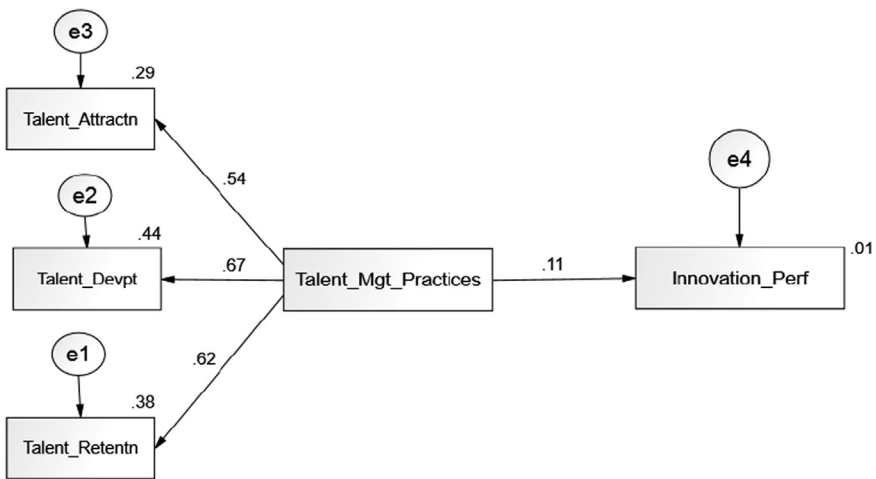 e3
.29
Talent_Attractn
.54
e2
.44
Talent_Devpt
.67
Talent_Mgt_Practices
.11
e4
.01
Innovation_Perf
e1
.62
.38
Talent_Retentn